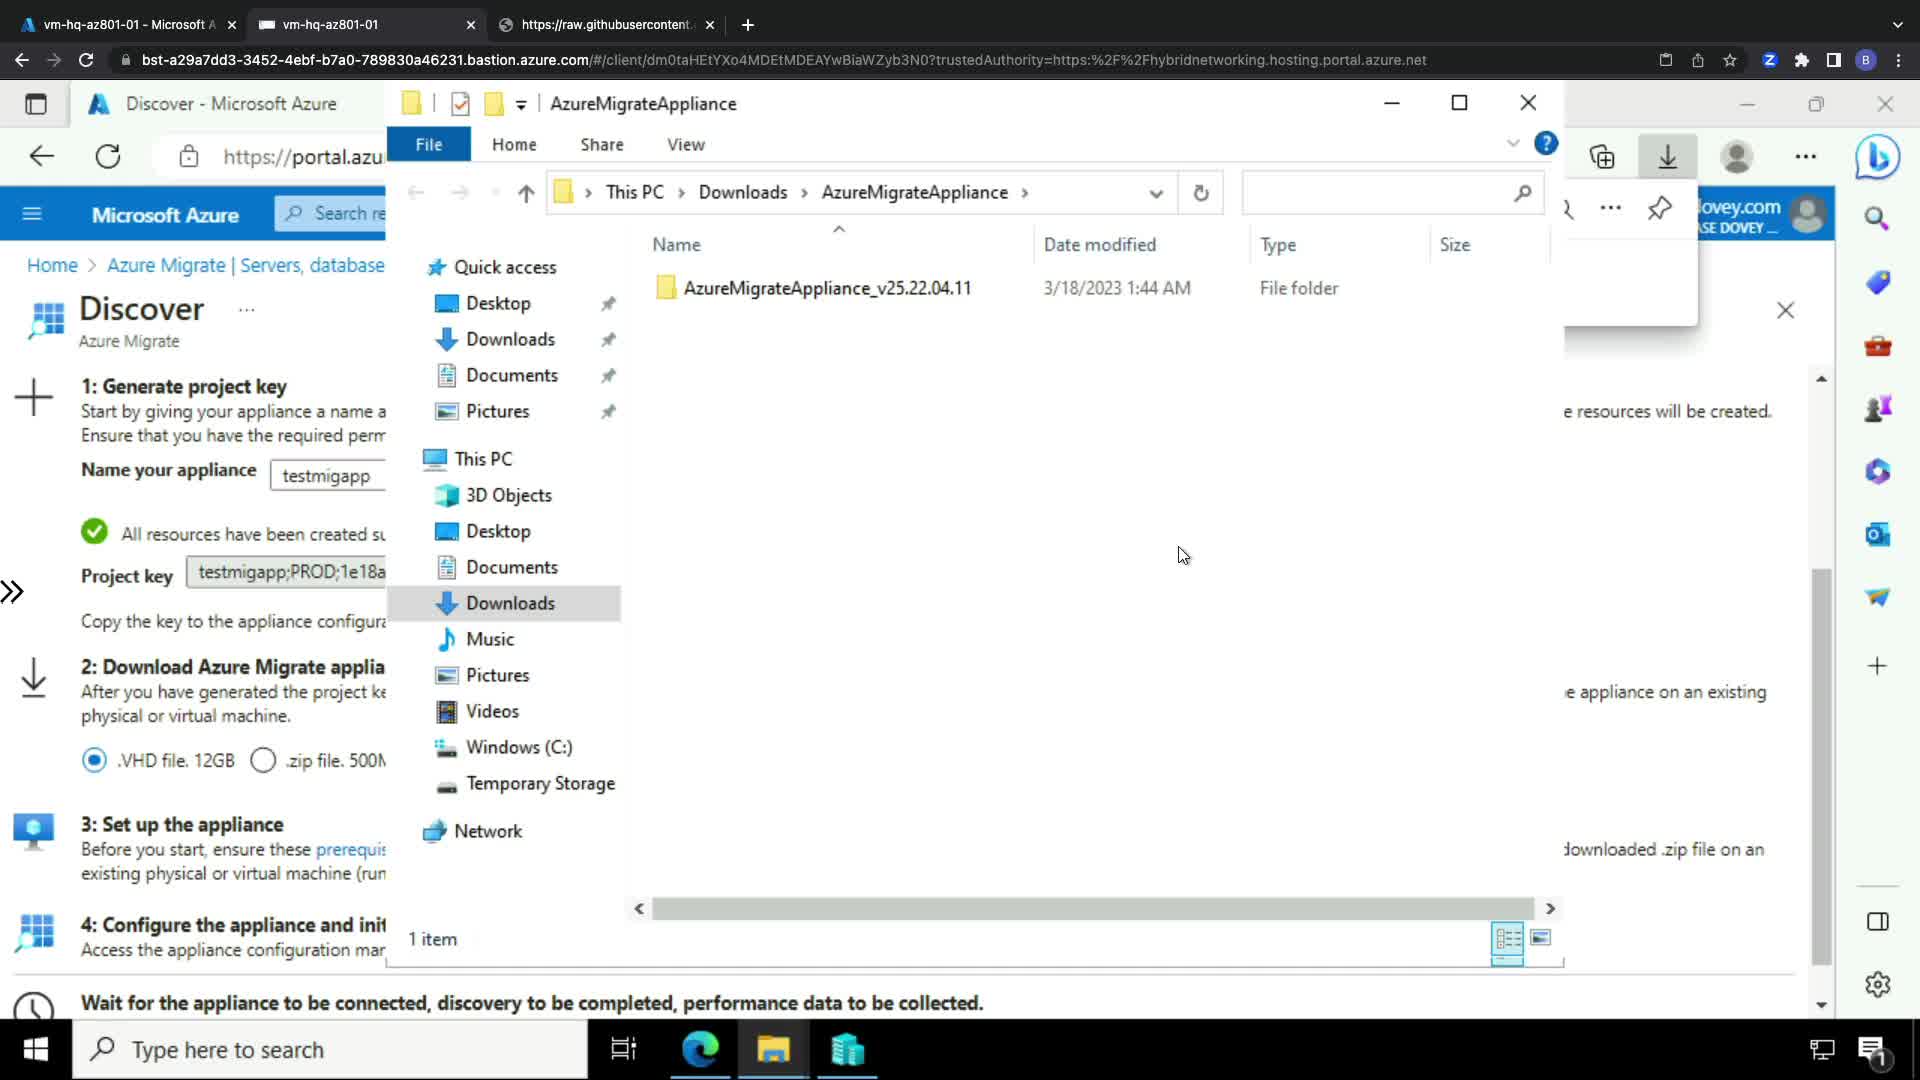 vm-hq-az801-01 - Microsoft A
vm-hq-az801-01
https://raw.githubusercontent.
bst-a29a7dd3-3452-4ebf-b7a0-789830a46231.bastion.azure.com/#/client/dm0taHEtYXo4MDEtMDEAYwBiaWZyb3N0?trustedAuthority=https:%2F%2Fhybridnetworking.hosting.portal.azure.net
B
Discover - Microsoft Azure
AzureMigrateAppliance
File
Home
Share
View
?
https://portal.azu
This PC
Downloads
AzureMigrateAppliance
Microsoft Azure
Search re
lovey.com
ASE DOVEY ...
Home > Azure Migrate | Servers, database
Name
Date modified
Type
Size
AzureMigrateAppliance_v25.22.04.11
3/18/2023 1:44 AM
File folder
Quick access
Desktop
Downloads
Documents
Pictures
This PC
3D Objects
Desktop
Documents
Downloads
Music
Pictures
Videos
Windows (C:)
Temporary Storage
Network
1 item
Discover ...
Azure Migrate
1: Generate project key
Start by giving your appliance a name a
e resources will be created.
Ensure that you have the required perm
Name your appliance
testmigapp
All resources have been created su
Project key
testmigapp;PROD;1e18a
Copy the key to the appliance configura
2: Download Azure Migrate applia
After you have generated the project ke
e appliance on an existing
physical or virtual machine.
.VHD file. 12GB
.zip file. 500M
3: Set up the appliance
Before you start, ensure these prerequis
downloaded .zip file on an
existing physical or virtual machine (run
4: Configure the appliance and init
Access the appliance configuration mar
Wait for the appliance to be connected, discovery to be completed, performance data to be collected.
Type here to search
1